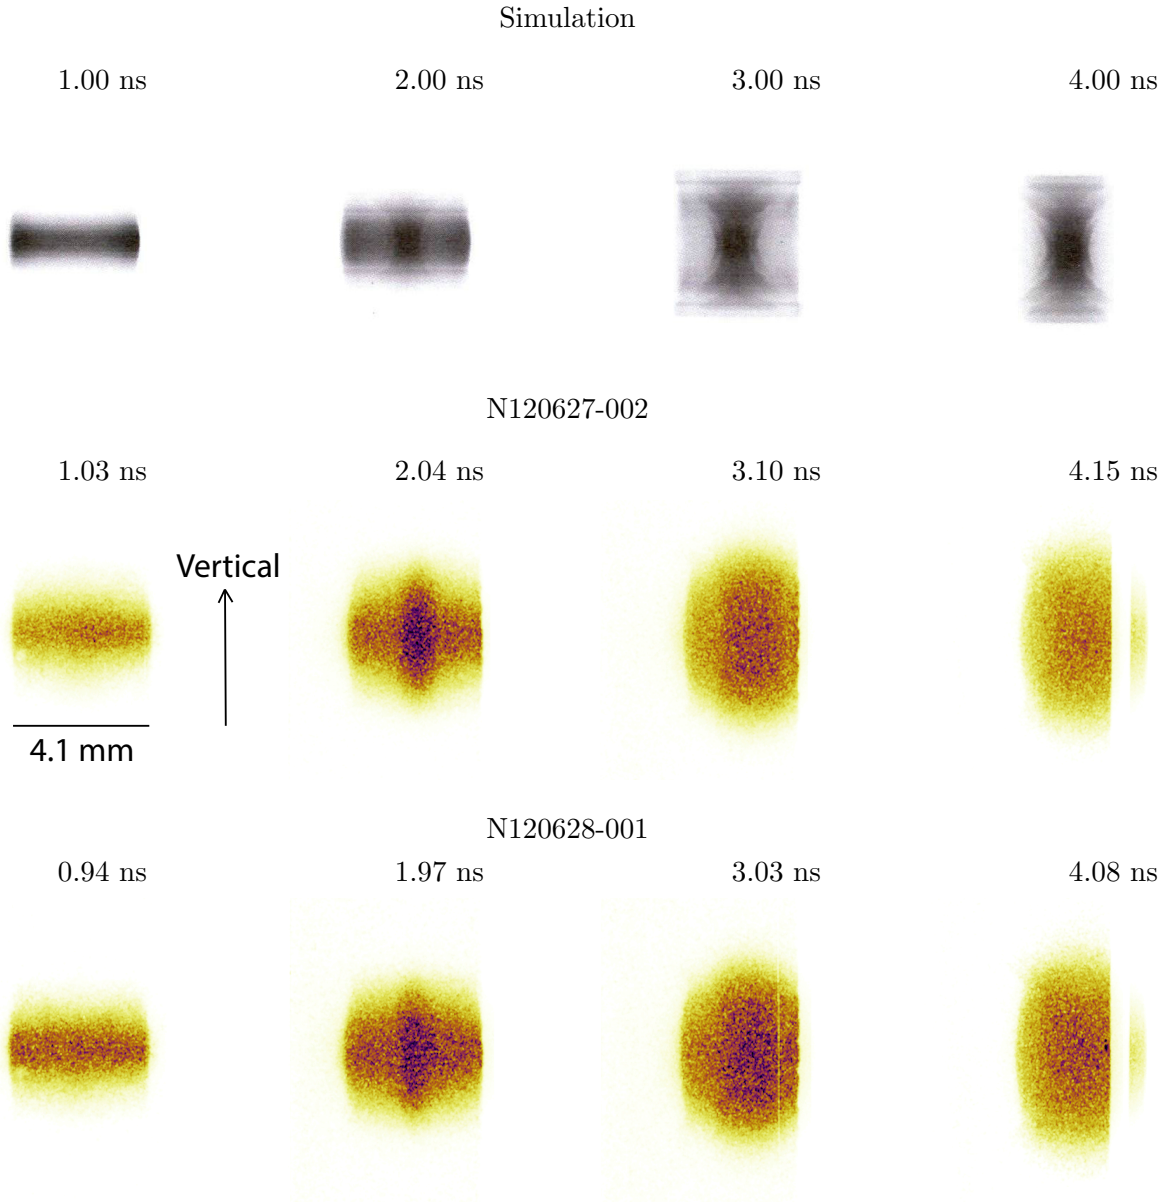 Simulation
1.00 ns 2.00 ns 3.00 ns 4.00 ns
N120627-002
1.03 ns 2.04 ns 3.10 ns 4.15 ns
Vertical
4.1 mm
N120628-001
0.94 ns 1.97 ns 3.03 ns 4.08 ns